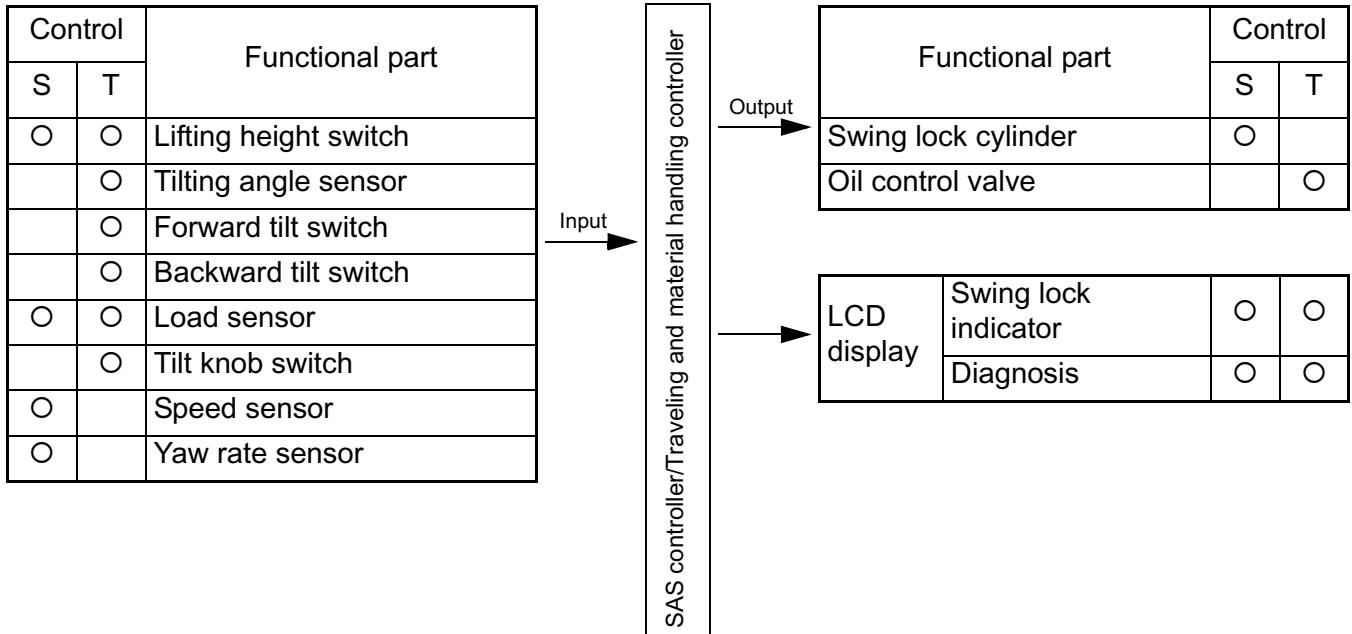 Control
Functional part
S T
○ ○ Lifting height switch
○ Tilting angle sensor
○ Forward tilt switch
○ Backward tilt switch
○ ○ Load sensor
○ Tilt knob switch
○ Speed sensor
○ Yaw rate sensor
Input
SAS controller/Traveling and material handling controller
Output
Functional part
Control
S T
Swing lock cylinder ○
Oil control valve ○
LCD
display
Swing lock
indicator
○ ○
Diagnosis ○ ○